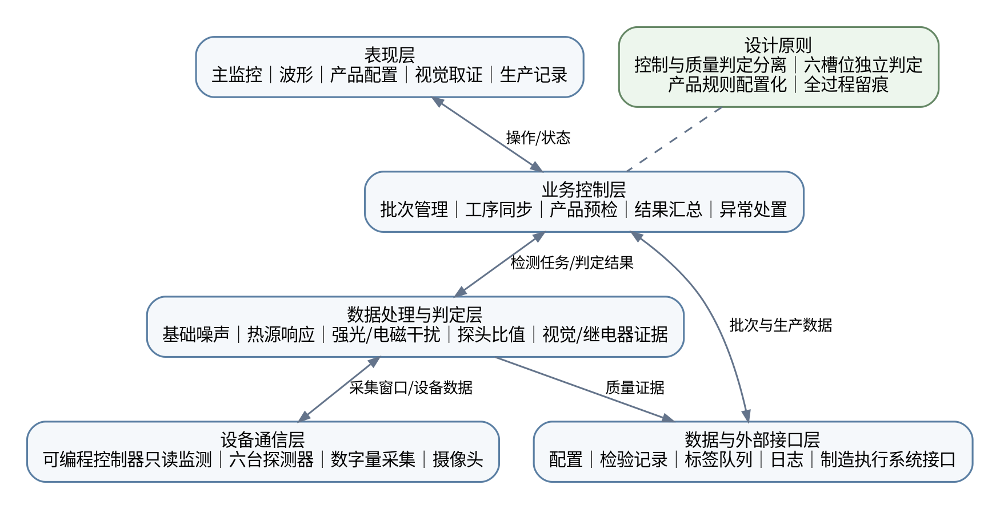 表现层
主监控｜波形｜产品配置｜视觉取证｜生产记录
设计原则
控制与质量判定分离｜六槽位独立判定
产品规则配置化｜全过程留痕
操作/状态
业务控制层
批次管理｜工序同步｜产品预检｜结果汇总｜异常处置
检测任务/判定结果
数据处理与判定层
基础噪声｜热源响应｜强光/电磁干扰｜探头比值｜视觉/继电器证据
批次与生产数据
采集窗口/设备数据
质量证据
设备通信层
可编程控制器只读监测｜六台探测器｜数字量采集｜摄像头
数据与外部接口层
配置｜检验记录｜标签队列｜日志｜制造执行系统接口